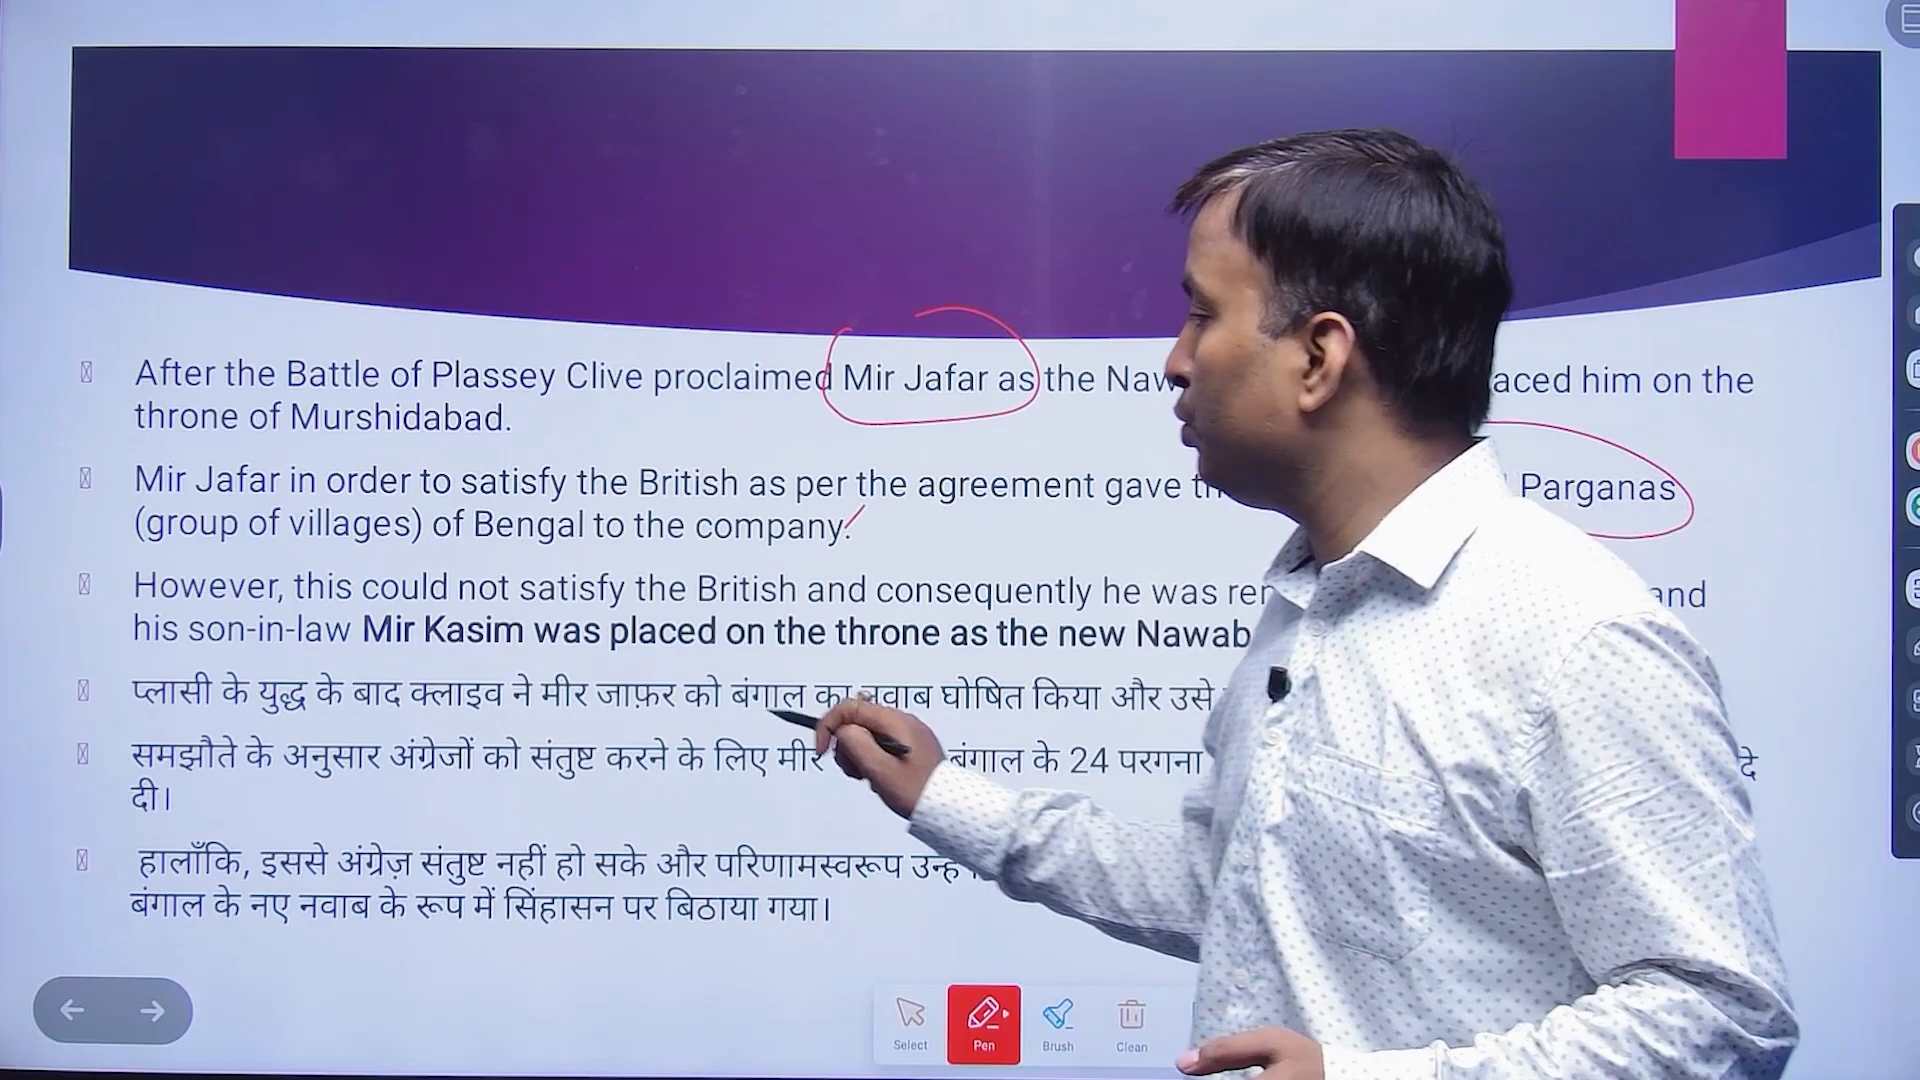 After the Battle of Plassey Clive proclaimed Mir Jafar as the him on the
throne of Murshidabad.
Mir Jafar in order to satisfy the British as per the agreement gave Parganas
(group of villages) of Bengal to the company.
However, this could not satisfy the British and consequently he was and
his son-in-law Mir Kasim was placed on the throne as the new Nawab
प्लासी के युद्ध के बाद क्लाइव ने मीर जाफ़र को बंगाल का नवाब घोषित किया और उसे
समझौते के अनुसार अंग्रेजों को संतुष्ट करने के लिए मीर बंगाल के 24 परगना दे
दी।
हालाँकि, इससे अंग्रेज़ संतुष्ट नहीं हो सके और परिणामस्वरूप
बंगाल के नए नवाब के रूप में सिंहासन पर बिठाया गया।
Select Pen Brush Clean